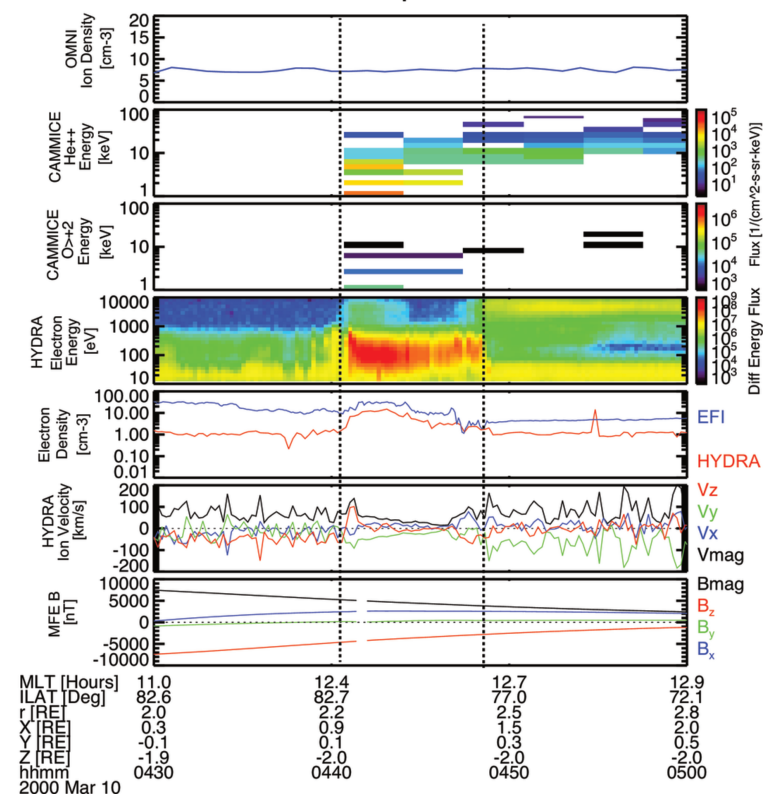 OMNI
Ion Density
[cm-3]
20
15
10
5
0
CAMMICE
He++
Energy
[keV]
100
10
1
10^5
10^4
10^3
10^2
10^1
CAMMICE
O>+2
Energy
[keV]
100
10
1
10^6
10^5
10^4
10^3
Flux [1/(cm^2-s-sr-keV)]
HYDRA
Electron
Energy
[eV]
10000
1000
100
10
10^9
10^8
10^7
10^6
10^5
10^4
10^3
Diff Energy Flux
Electron
Density
[cm-3]
100.00
10.00
1.00
0.10
0.01
EFI
HYDRA
HYDRA
Ion Velocity
[km/s]
200
100
0
-100
-200
Vz
Vy
Vx
Vmag
MFE B
[nT]
10000
5000
0
-5000
-10000
Bmag
Bz
By
Bx
MLT [Hours] 11.0 12.4 12.7 12.9
ILAT [Deg] 82.6 82.7 77.0 72.1
r [RE] 2.0 2.2 2.5 2.8
X [RE] 0.3 0.9 1.5 2.0
Y [RE] -0.1 0.1 0.3 0.5
Z [RE] -1.9 -2.0 -2.0 -2.0
hhmm 0430 0440 0450 0500
2000 Mar 10